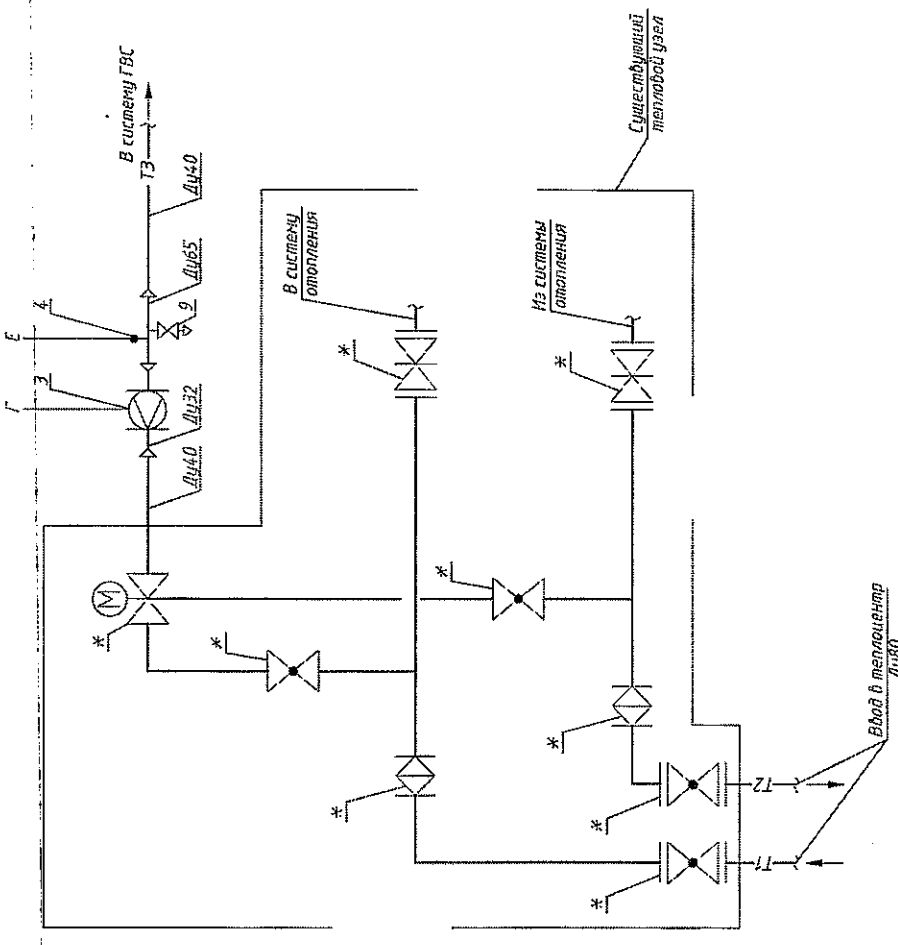 Г
Е
3
4
9
В систему ГВС
Т3
Ду40
Ду32
Ду65
Ду40
M
*
*
*
В систему
отопления
*
Из системы
отопления
*
Существующий
тепловой узел
*
*
*
*
Т1
Т2
Ввод в теплоцентр
Ду80